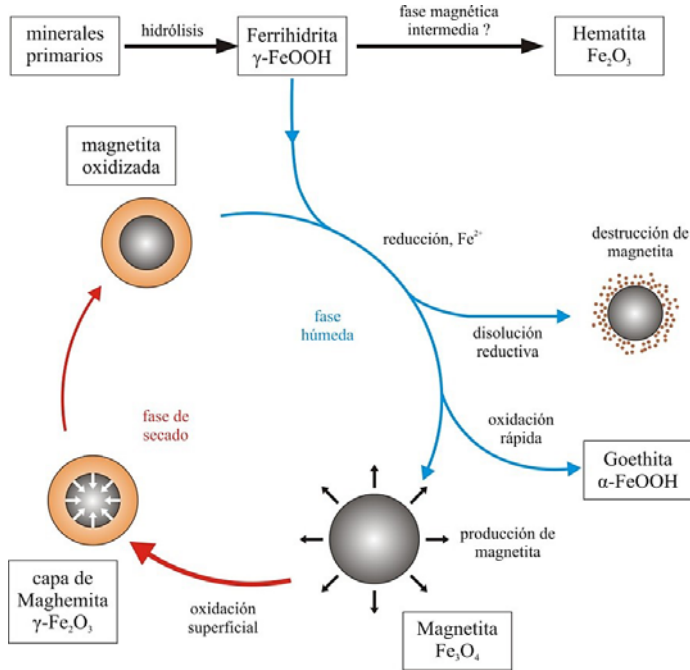 minerales
primarios
hidrólisis
Ferrihidrita
γ-FeOOH
fase magnética
intermedia ?
Hematita
Fe₂O₃
magnetita
oxidizada
reducción, Fe²⁺
destrucción de
magnetita
fase
húmeda
disolución
reductiva
fase de
secado
oxidación
rápida
Goethita
α-FeOOH
producción de
magnetita
capa de
Maghemita
γ-Fe₂O₃
oxidación
superficial
Magnetita
Fe₃O₄